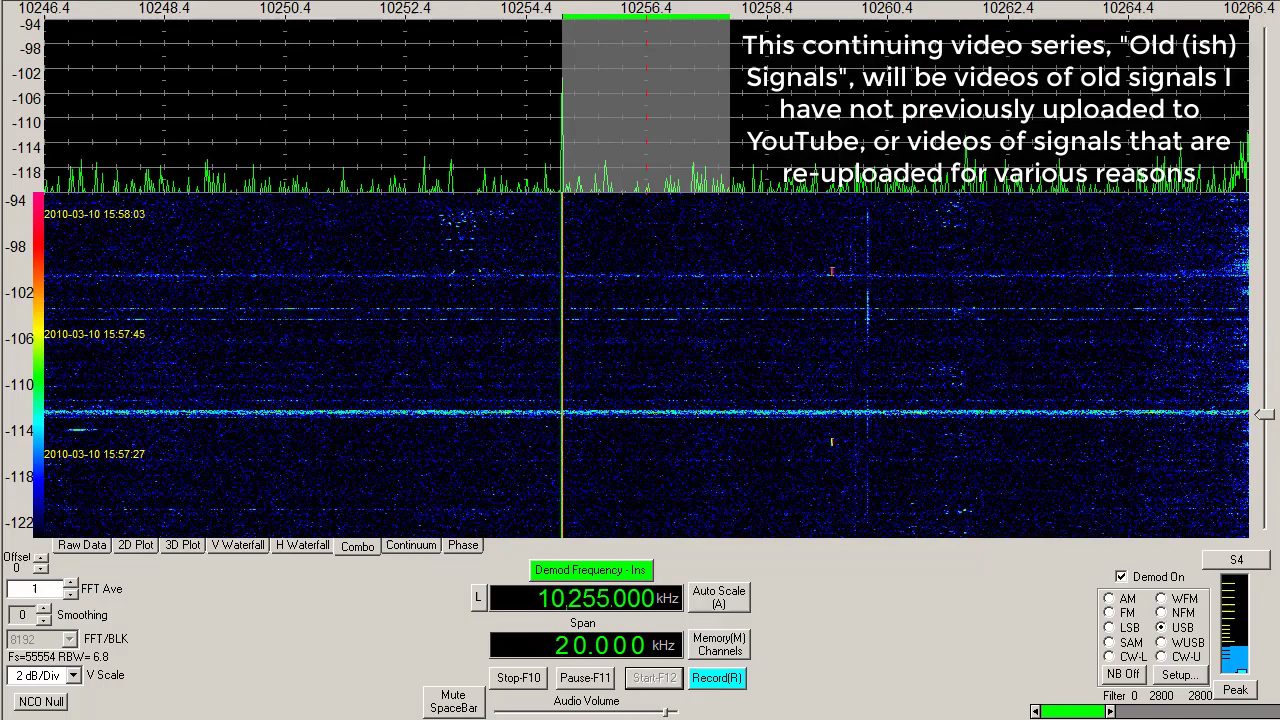 10246.4 10248.4 10250.4 10252.4 10254.4 10256.4 10258.4 10260.4 10262.4 10264.4 10266.4
-94
-98
-102
-106
-110
-114
-118
This continuing video series, "Old (ish)
Signals", will be videos of old signals I
have not previously uploaded to
YouTube, or videos of signals that are
re-uploaded for various reasons
-94
-98
-102
-106
-110
-114
-118
-122
2010-03-10 15:58:03
2010-03-10 15:57:45
2010-03-10 15:57:27
Raw Data 2D Plot 3D Plot V Waterfall H Waterfall Combo Continuum Phase
Offset
0
1 FFT Ave
0 Smoothing
8192 FFT/BLK
Fs=55554 RBW= 6.8
2 dB/Div V Scale
NCO Null
Demod Frequency - Ins
L 10,255.000 kHz
Auto Scale
(A)
Span
20.000 kHz
Memory(M)
Channels
Stop-F10 Pause-F11 Start-F12 Record(R)
Mute
SpaceBar
Audio Volume
S4
Demod On
AM WFM
FM NFM
LSB USB
SAM WUSB
CW-L CW-U
NB Off Setup...
Peak
Filter 0 2800 2800